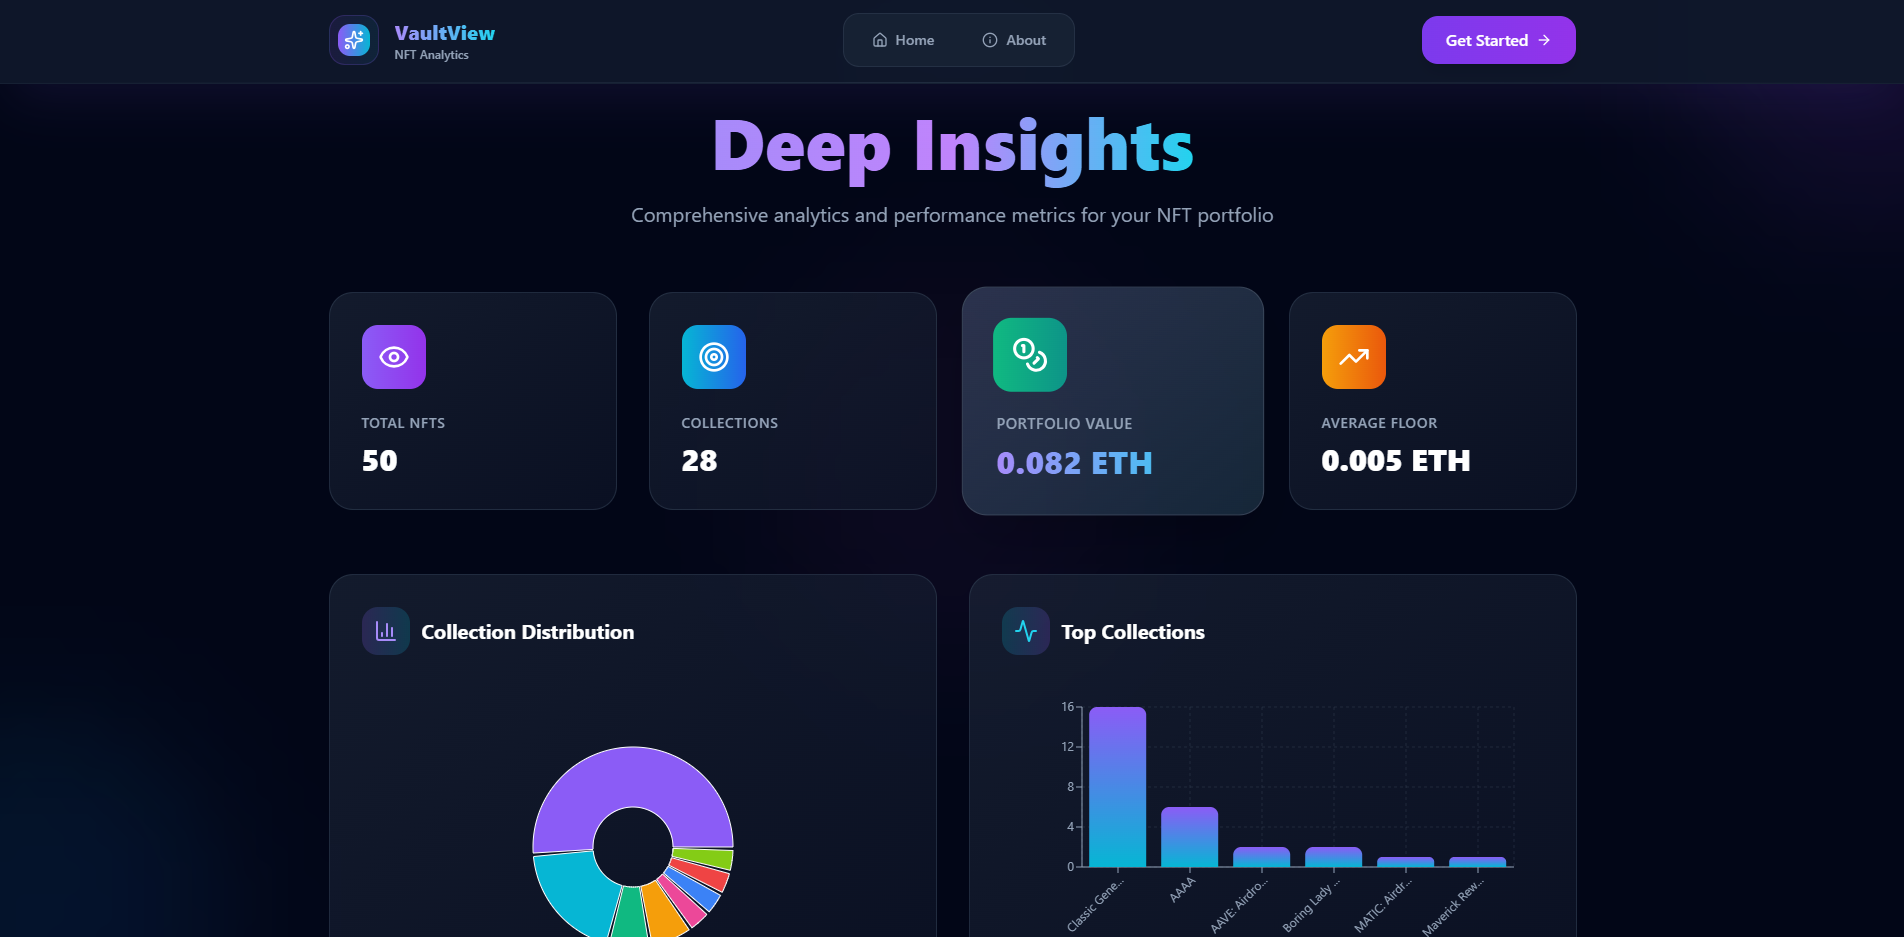 VaultView
NFT Analytics
Home
About
Get Started
Deep Insights
Comprehensive analytics and performance metrics for your NFT portfolio
TOTAL NFTS
50
COLLECTIONS
28
PORTFOLIO VALUE
0.082 ETH
AVERAGE FLOOR
0.005 ETH
Collection Distribution
Top Collections
16
12
8
4
0
Classic Gene...
AAAA
AAVE: Airdro...
Boring Lady ...
MATIC: Airdr...
Maverick Rew...